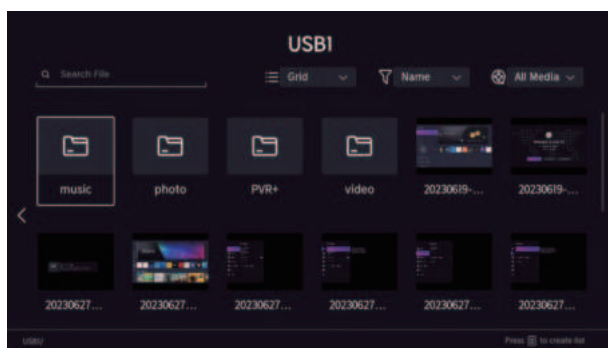 USB1
Search File
Grid
Name
All Media
music
photo
PVR+
video
20230619-...
20230619-...
20230627...
20230627...
20230627...
20230627...
20230627...
20230627...
USB1/
Press to create list